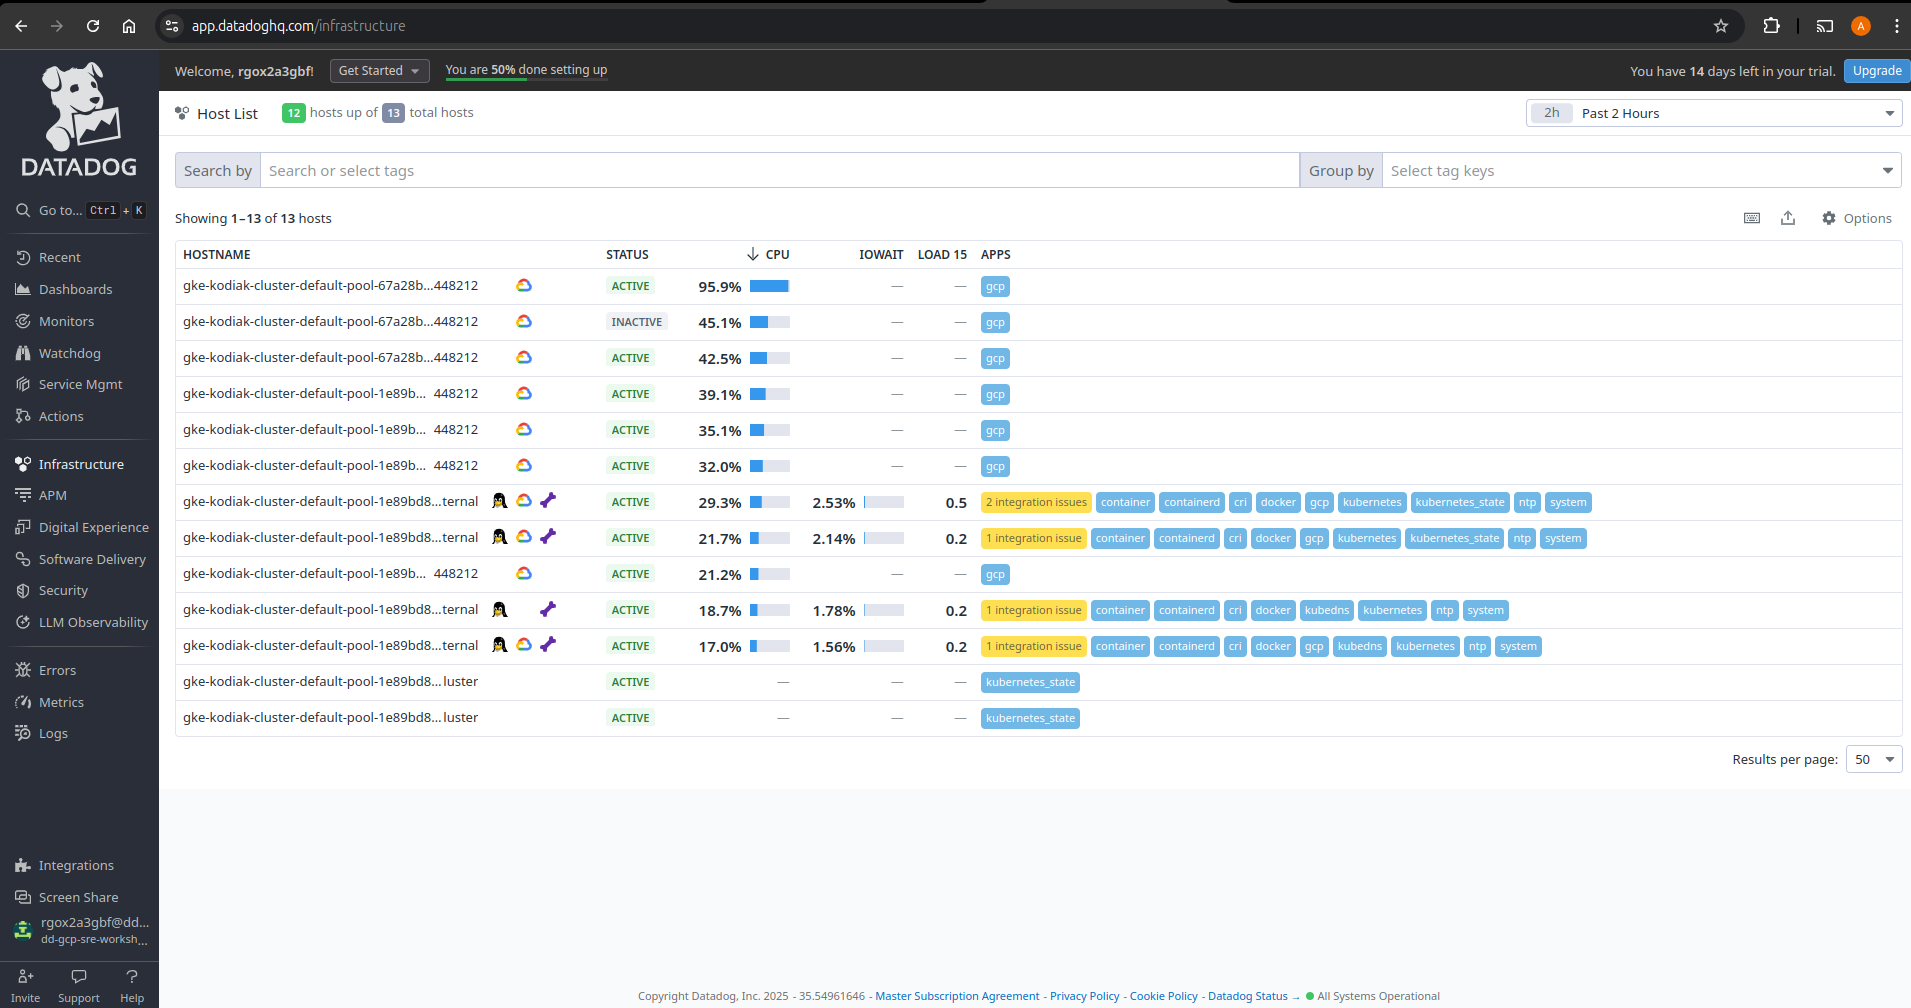 app.datadoghq.com/infrastructure
A
DATADOG
Go to... Ctrl + K
Recent
Dashboards
Monitors
Watchdog
Service Mgmt
Actions
Infrastructure
APM
Digital Experience
Software Delivery
Security
LLM Observability
Errors
Metrics
Logs
Integrations
Screen Share
rgox2a3gbf@dd...
dd-gcp-sre-worksh...
Invite Support Help
Welcome, rgox2a3gbf! Get Started You are 50% done setting up You have 14 days left in your trial. Upgrade
Host List 12 hosts up of 13 total hosts 2h Past 2 Hours
Search by Search or select tags Group by Select tag keys
Showing 1–13 of 13 hosts Options
HOSTNAME STATUS CPU IOWAIT LOAD 15 APPS
gke-kodiak-cluster-default-pool-67a28b...448212 ACTIVE 95.9% — — gcp
gke-kodiak-cluster-default-pool-67a28b...448212 INACTIVE 45.1% — — gcp
gke-kodiak-cluster-default-pool-67a28b...448212 ACTIVE 42.5% — — gcp
gke-kodiak-cluster-default-pool-1e89b... 448212 ACTIVE 39.1% — — gcp
gke-kodiak-cluster-default-pool-1e89b... 448212 ACTIVE 35.1% — — gcp
gke-kodiak-cluster-default-pool-1e89b... 448212 ACTIVE 32.0% — — gcp
gke-kodiak-cluster-default-pool-1e89bd8...ternal ACTIVE 29.3% 2.53% 0.5 2 integration issues container containerd cri docker gcp kubernetes kubernetes_state ntp system
gke-kodiak-cluster-default-pool-1e89bd8...ternal ACTIVE 21.7% 2.14% 0.2 1 integration issue container containerd cri docker gcp kubernetes kubernetes_state ntp system
gke-kodiak-cluster-default-pool-1e89b... 448212 ACTIVE 21.2% — — gcp
gke-kodiak-cluster-default-pool-1e89bd8...ternal ACTIVE 18.7% 1.78% 0.2 1 integration issue container containerd cri docker kubedns kubernetes ntp system
gke-kodiak-cluster-default-pool-1e89bd8...ternal ACTIVE 17.0% 1.56% 0.2 1 integration issue container containerd cri docker gcp kubedns kubernetes ntp system
gke-kodiak-cluster-default-pool-1e89bd8... luster ACTIVE — — — kubernetes_state
gke-kodiak-cluster-default-pool-1e89bd8... luster ACTIVE — — — kubernetes_state
Results per page: 50
Copyright Datadog, Inc. 2025 - 35.54961646 - Master Subscription Agreement - Privacy Policy - Cookie Policy - Datadog Status → All Systems Operational